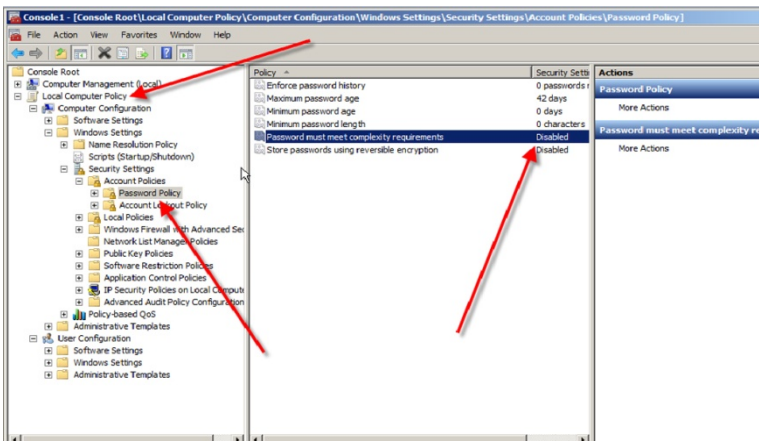 Console1 - [Console Root\Local Computer Policy\Computer Configuration\Windows Settings\Security Settings\Account Policies\Password Policy]
File Action View Favorites Window Help
Console Root
Computer Management (Local)
Local Computer Policy
Computer Configuration
Software Settings
Windows Settings
Name Resolution Policy
Scripts (Startup/Shutdown)
Security Settings
Account Policies
Password Policy
Account Lockout Policy
Local Policies
Windows Firewall with Advanced Sec
Network List Manager Policies
Public Key Policies
Software Restriction Policies
Application Control Policies
IP Security Policies on Local Compute
Advanced Audit Policy Configuration
Policy-based QoS
Administrative Templates
User Configuration
Software Settings
Windows Settings
Administrative Templates
Policy Security Setti
Enforce password history 0 passwords r
Maximum password age 42 days
Minimum password age 0 days
Minimum password length 0 characters
Password must meet complexity requirements Disabled
Store passwords using reversible encryption Disabled
Actions
Password Policy
More Actions
Password must meet complexity re
More Actions